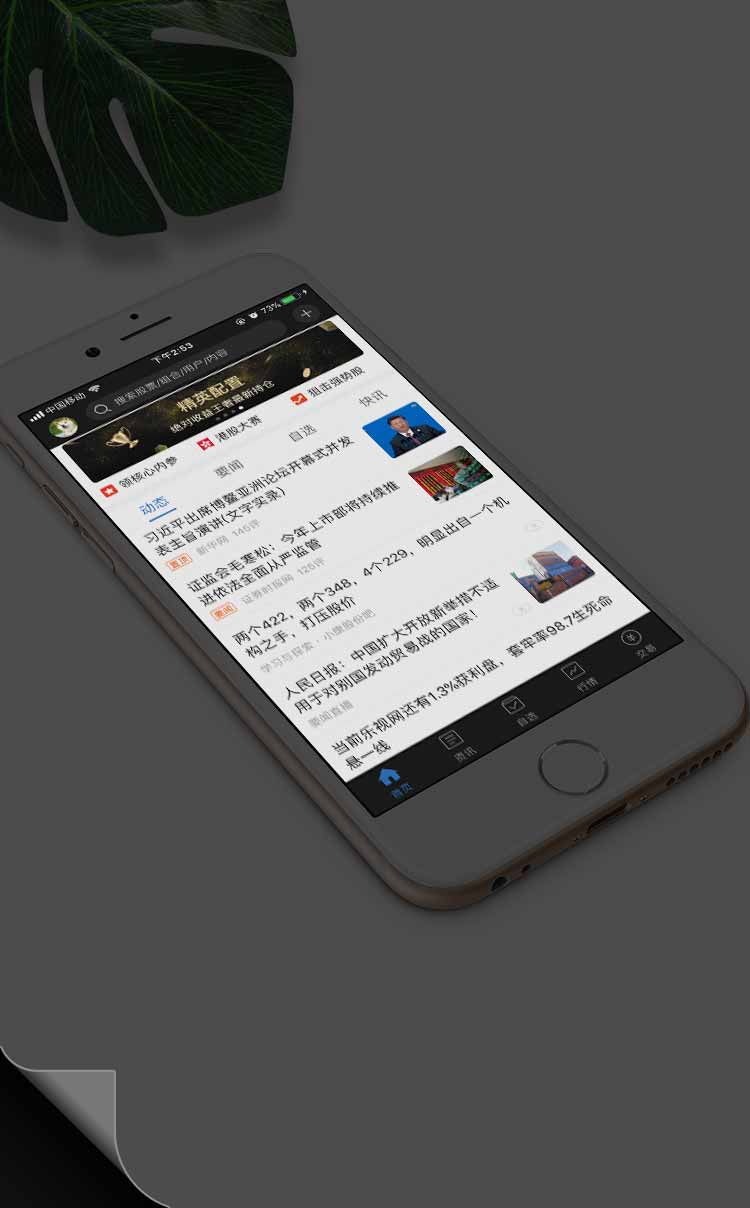 中国移动
下午2:53
73%
搜索股票/组合/用户/内容
精英配置
绝对收益王者最新持仓
领核心内参
港股大赛
狙击强势股
动态
要闻
自选
快讯
习近平出席博鳌亚洲论坛开幕式并发
表主旨演讲(文字实录)
置顶 新华网 145评
证监会毛寒松：今年上市部将持续推
进依法全面从严监管
要闻 证券时报网 125评
两个422，两个348，4个229，明显出自一个机
构之手，打压股价
学习与探索 · 小康股份吧
人民日报：中国扩大开放新举措不适
用于对别国发动贸易战的国家!
要闻直播
当前乐视网还有1.3%获利盘，套牢率98.7生死命
悬一线
首页
资讯
自选
行情
交易